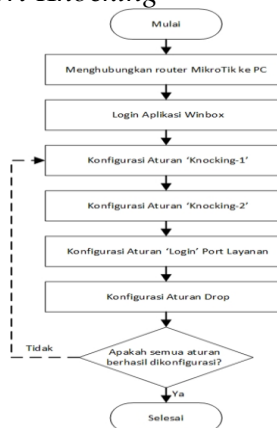 Knocking
Mulai
Menghubungkan router MikroTik ke PC
Login Aplikasi Winbox
Konfigurasi Aturan 'Knocking-1'
Konfigurasi Aturan 'Knocking-2'
Konfigurasi Aturan 'Login' Port Layanan
Konfigurasi Aturan Drop
Apakah semua aturan
berhasil dikonfigurasi?
Tidak
Ya
Selesai